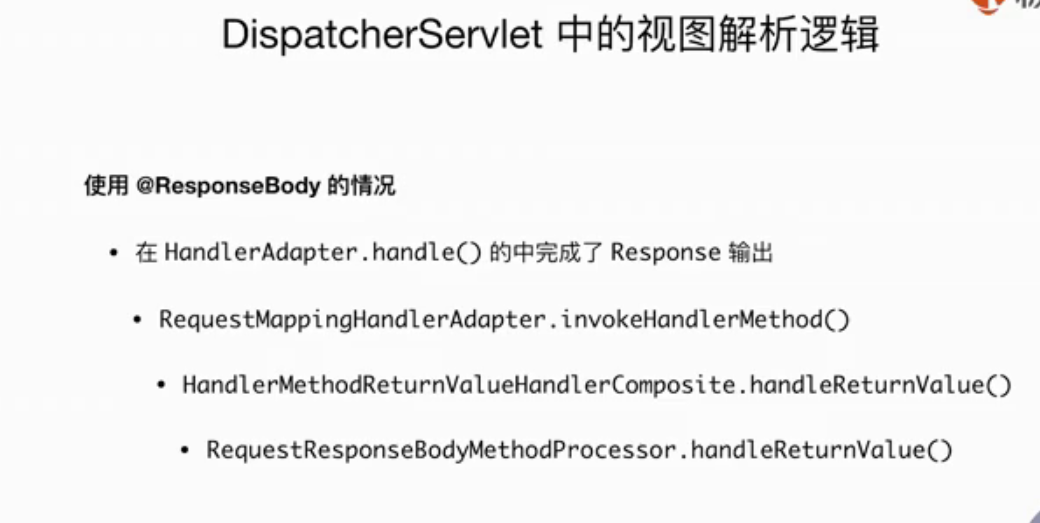 DispatcherServlet 中的视图解析逻辑
使用 @ResponseBody 的情况
• 在 HandlerAdapter.handle() 的中完成了 Response 输出
• RequestMappingHandlerAdapter.invokeHandlerMethod()
• HandlerMethodReturnValueHandlerComposite.handleReturnValue()
• RequestResponseBodyMethodProcessor.handleReturnValue()